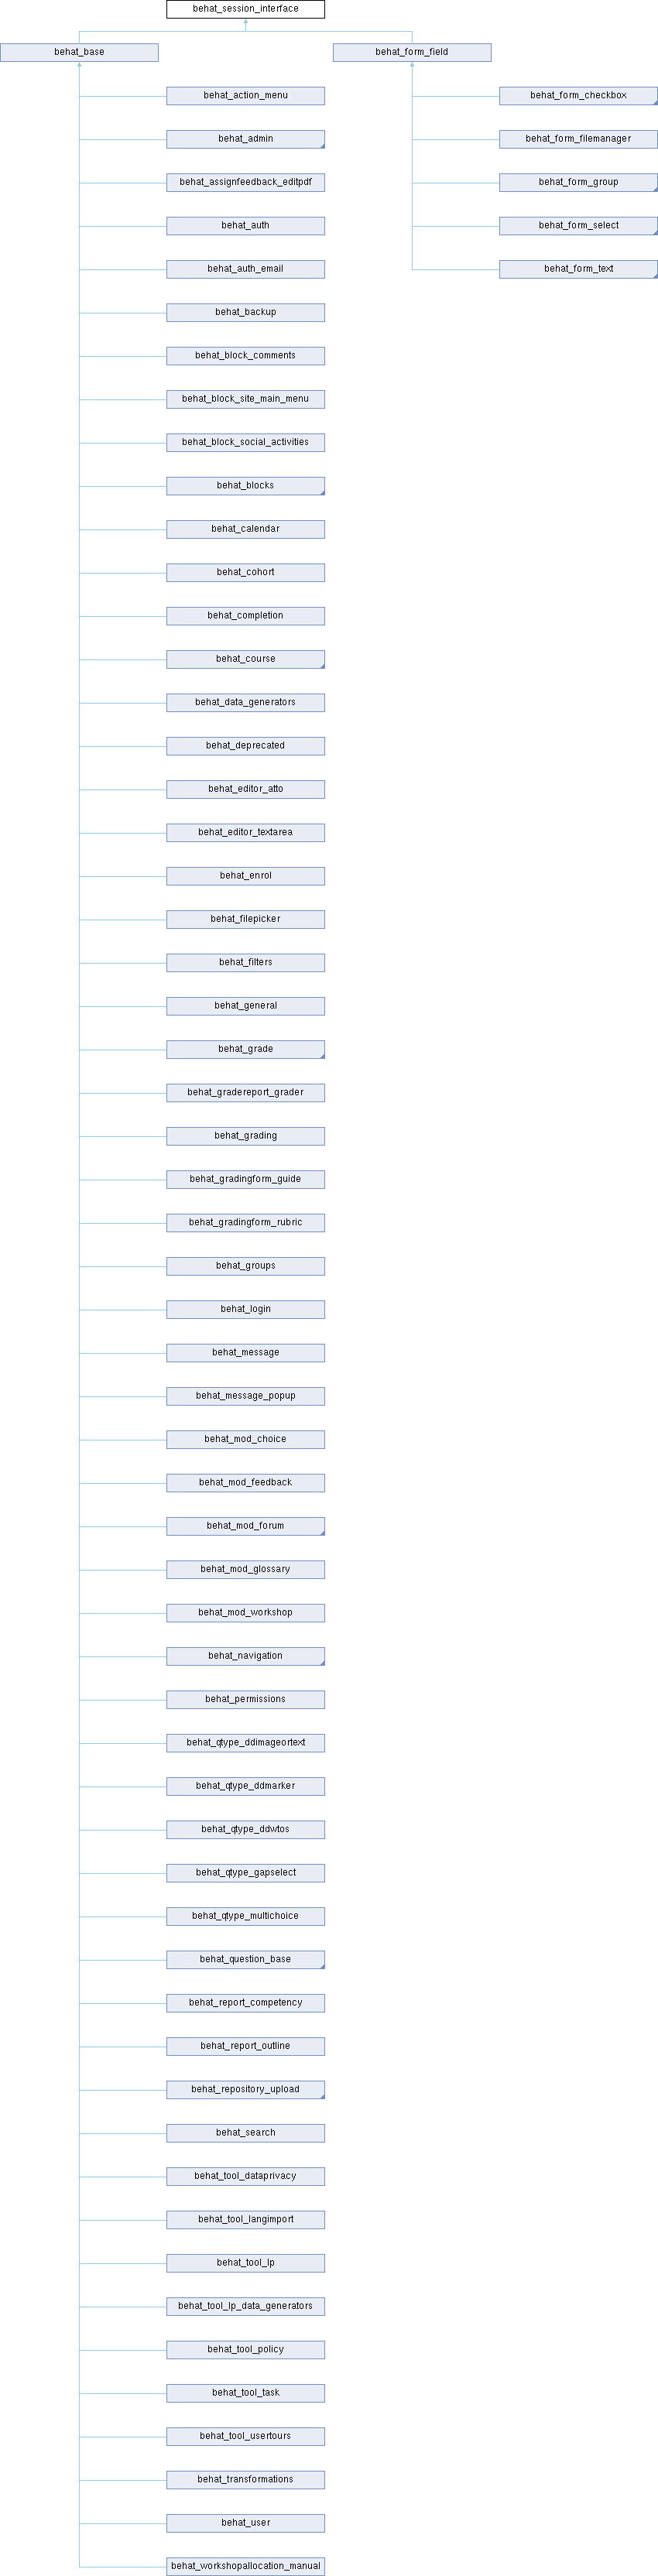 behat_session_interface
behat_base
behat_form_field
behat_action_menu
behat_form_checkbox
behat_admin
behat_form_filemanager
behat_assignfeedback_editpdf
behat_form_group
behat_auth
behat_form_select
behat_auth_email
behat_form_text
behat_backup
behat_block_comments
behat_block_site_main_menu
behat_block_social_activities
behat_blocks
behat_calendar
behat_cohort
behat_completion
behat_course
behat_data_generators
behat_deprecated
behat_editor_atto
behat_editor_textarea
behat_enrol
behat_filepicker
behat_filters
behat_general
behat_grade
behat_gradereport_grader
behat_grading
behat_gradingform_guide
behat_gradingform_rubric
behat_groups
behat_login
behat_message
behat_message_popup
behat_mod_choice
behat_mod_feedback
behat_mod_forum
behat_mod_glossary
behat_mod_workshop
behat_navigation
behat_permissions
behat_qtype_ddimageortext
behat_qtype_ddmarker
behat_qtype_ddwtos
behat_qtype_gapselect
behat_qtype_multichoice
behat_question_base
behat_report_competency
behat_report_outline
behat_repository_upload
behat_search
behat_tool_dataprivacy
behat_tool_langimport
behat_tool_lp
behat_tool_lp_data_generators
behat_tool_policy
behat_tool_task
behat_tool_usertours
behat_transformations
behat_user
behat_workshopallocation_manual